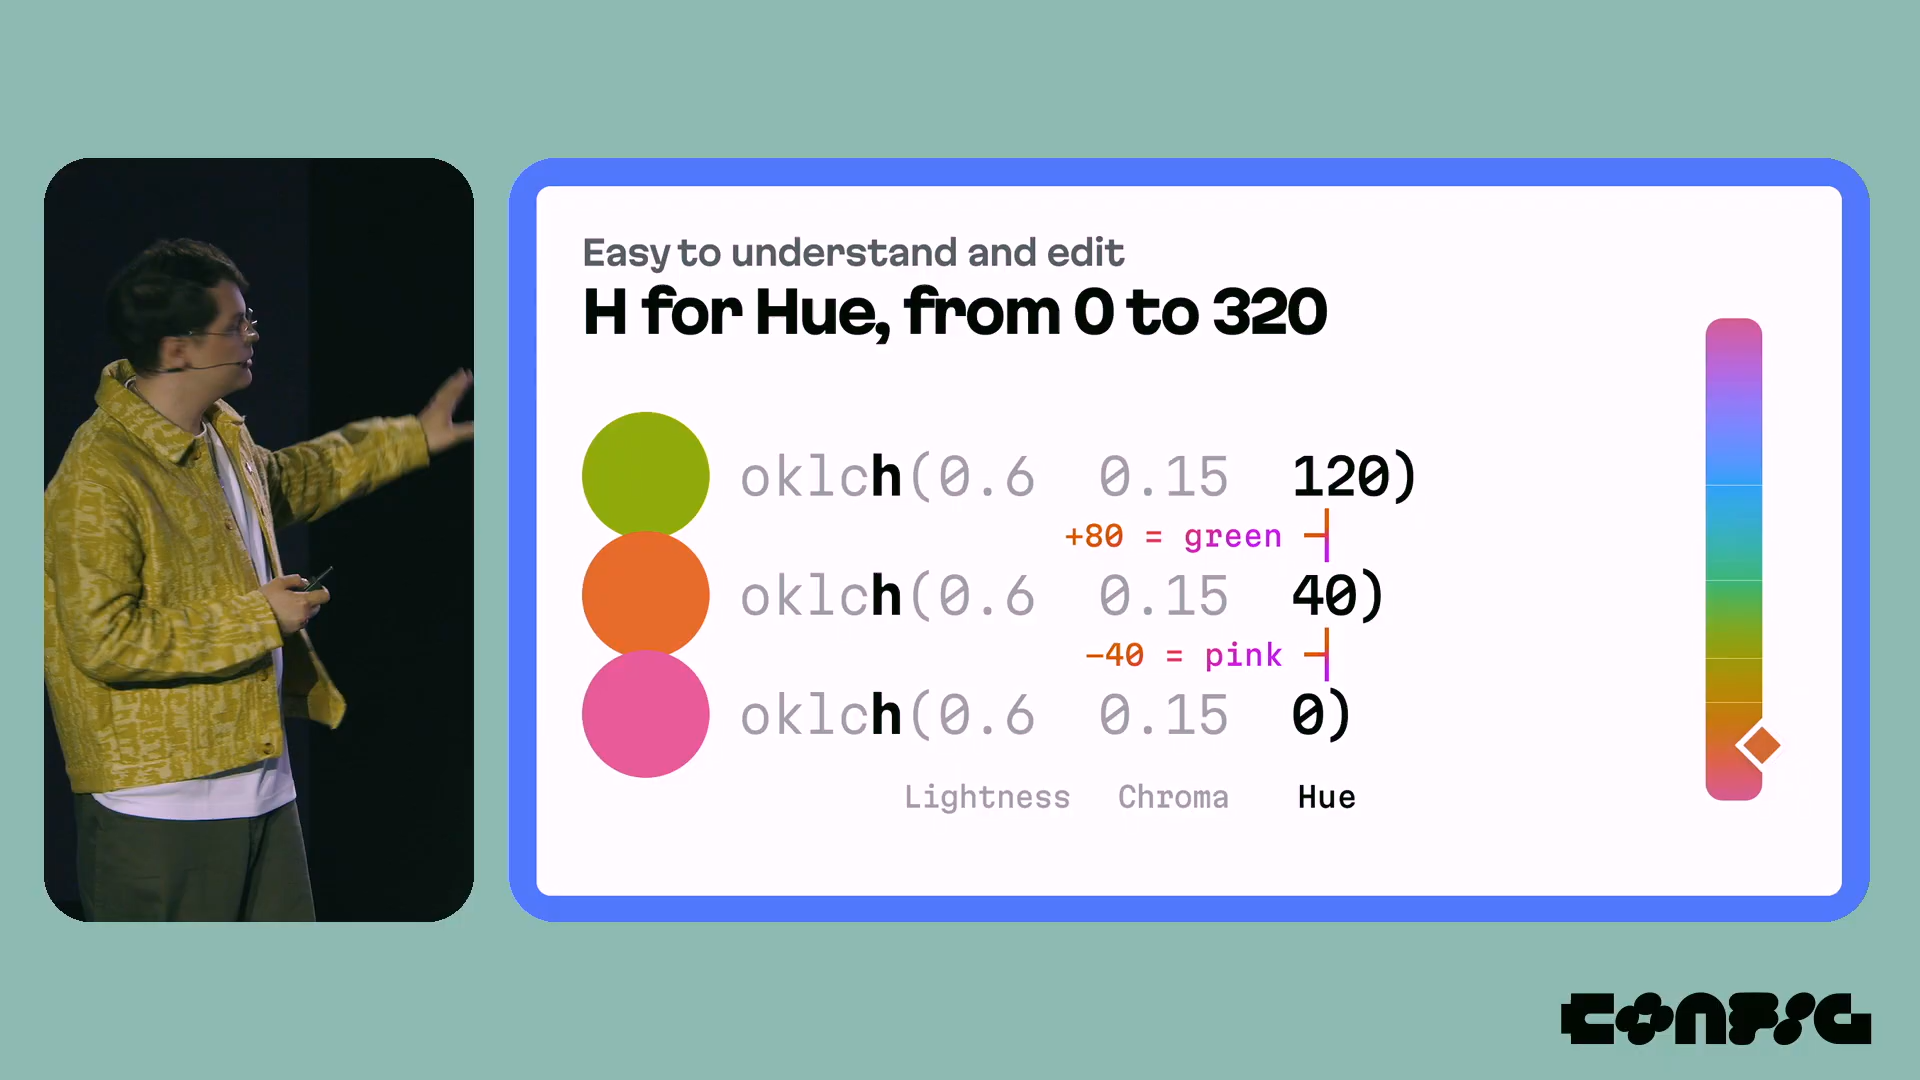 Easy to understand and edit
H for Hue, from 0 to 320
oklch(0.6 0.15 120)
+80 = green
oklch(0.6 0.15 40)
−40 = pink
oklch(0.6 0.15 0)
Lightness Chroma Hue
CONFIG